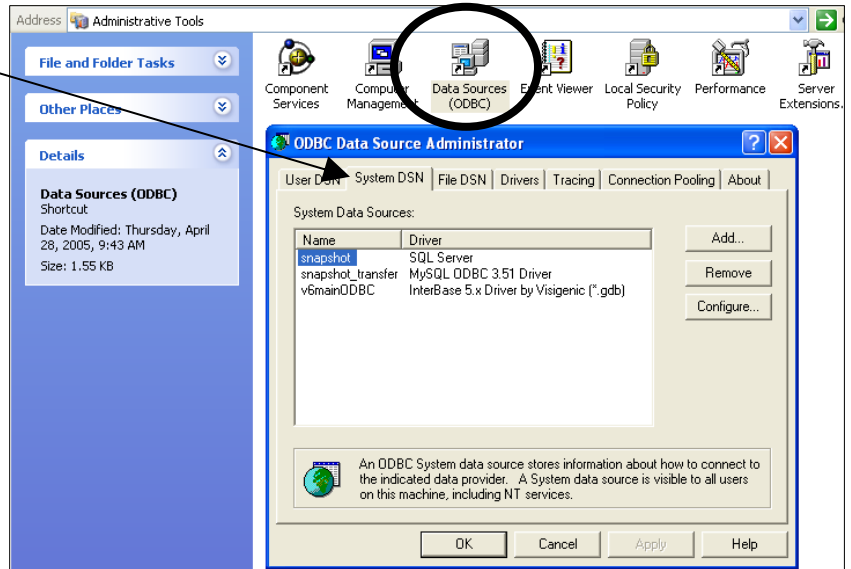 Address Administrative Tools
File and Folder Tasks
Other Places
Details
Data Sources (ODBC)
Shortcut
Date Modified: Thursday, April
28, 2005, 9:43 AM
Size: 1.55 KB
Component
Services
Computer
Management
Data Sources
(ODBC)
Event Viewer
Local Security
Policy
Performance
Server
Extensions.
ODBC Data Source Administrator
User DSN System DSN File DSN Drivers Tracing Connection Pooling About
System Data Sources:
Name Driver
snapshot SQL Server
snapshot_transfer MySQL ODBC 3.51 Driver
v6mainODBC InterBase 5.x Driver by Visigenic (*.gdb)
Add...
Remove
Configure...
An ODBC System data source stores information about how to connect to
the indicated data provider. A System data source is visible to all users
on this machine, including NT services.
OK Cancel Apply Help